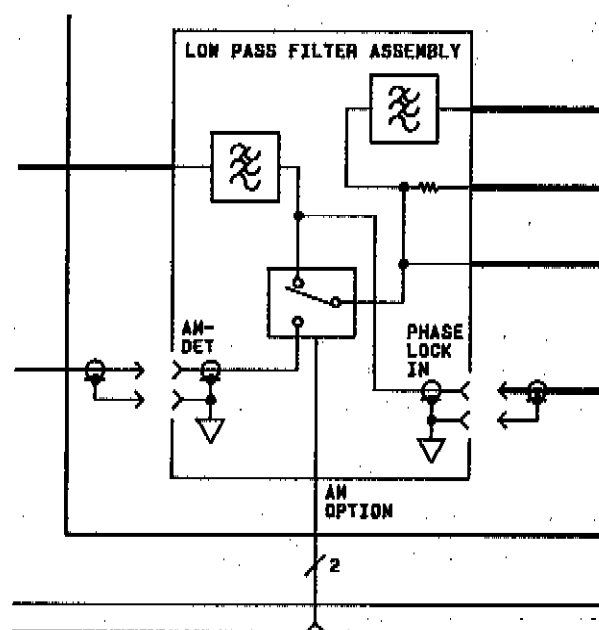 LOW PASS FILTER ASSEMBLY
AM-
DET
PHASE
LOCK
IN
AM
OPTION
2